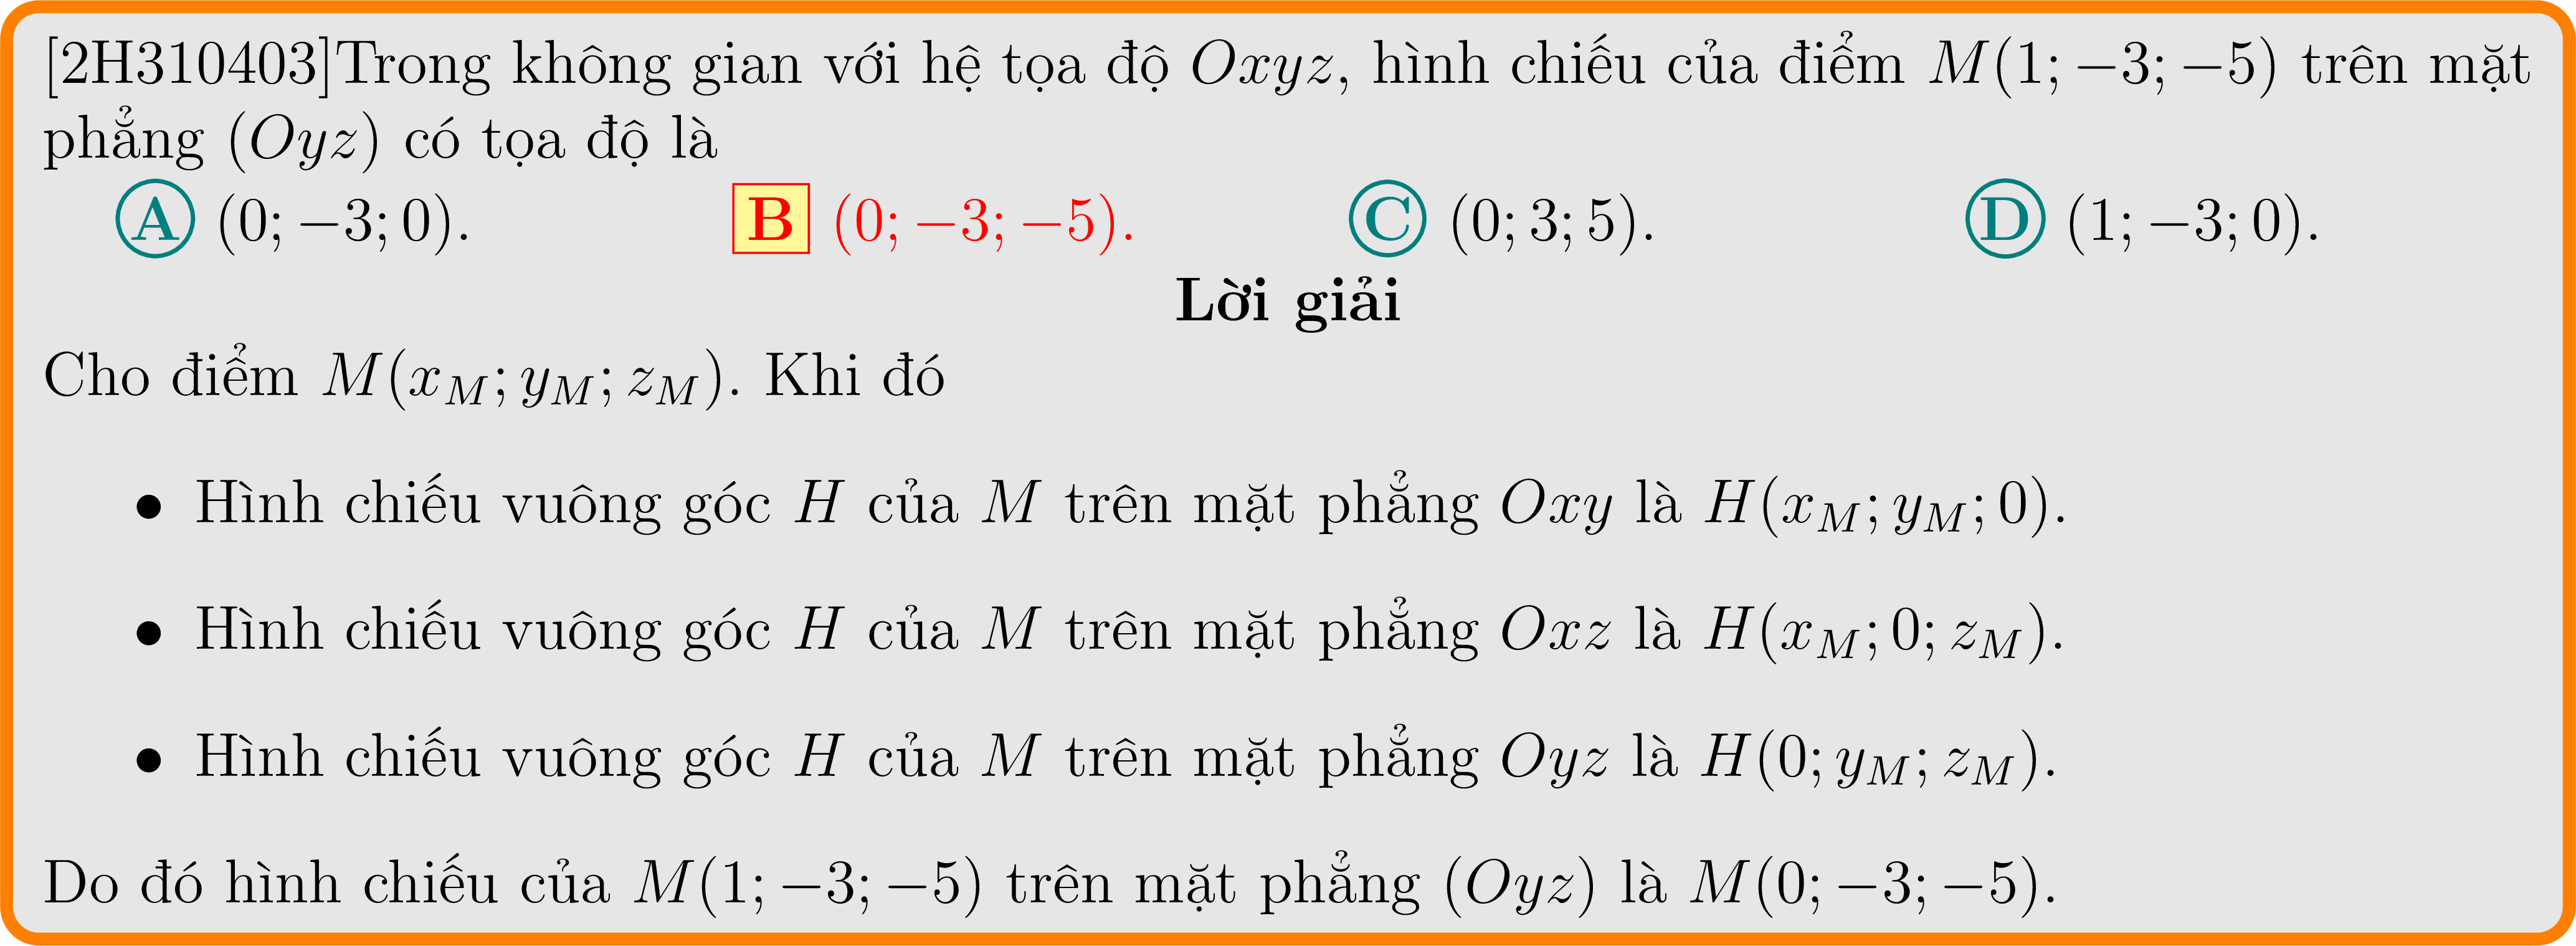 [2H310403]Trong không gian với hệ tọa độ Oxyz, hình chiếu của điểm M(1; −3; −5) trên mặt
phẳng (Oyz) có tọa độ là
A (0; −3; 0). B (0; −3; −5). C (0; 3; 5). D (1; −3; 0).
Lời giải
Cho điểm M(x_M; y_M; z_M). Khi đó
• Hình chiếu vuông góc H của M trên mặt phẳng Oxy là H(x_M; y_M; 0).
• Hình chiếu vuông góc H của M trên mặt phẳng Oxz là H(x_M; 0; z_M).
• Hình chiếu vuông góc H của M trên mặt phẳng Oyz là H(0; y_M; z_M).
Do đó hình chiếu của M(1; −3; −5) trên mặt phẳng (Oyz) là M(0; −3; −5).